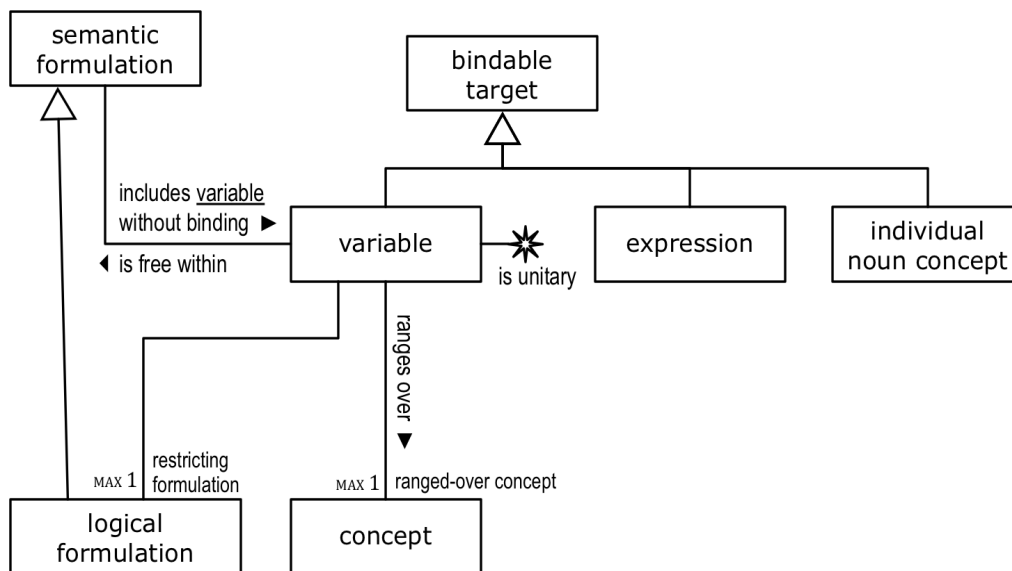 semantic
formulation
bindable
target
includes variable
without binding ►
◄ is free within
variable
is unitary
expression
individual
noun concept
ranges over ▼
restricting
formulation
MAX 1
MAX 1
ranged-over concept
logical
formulation
concept